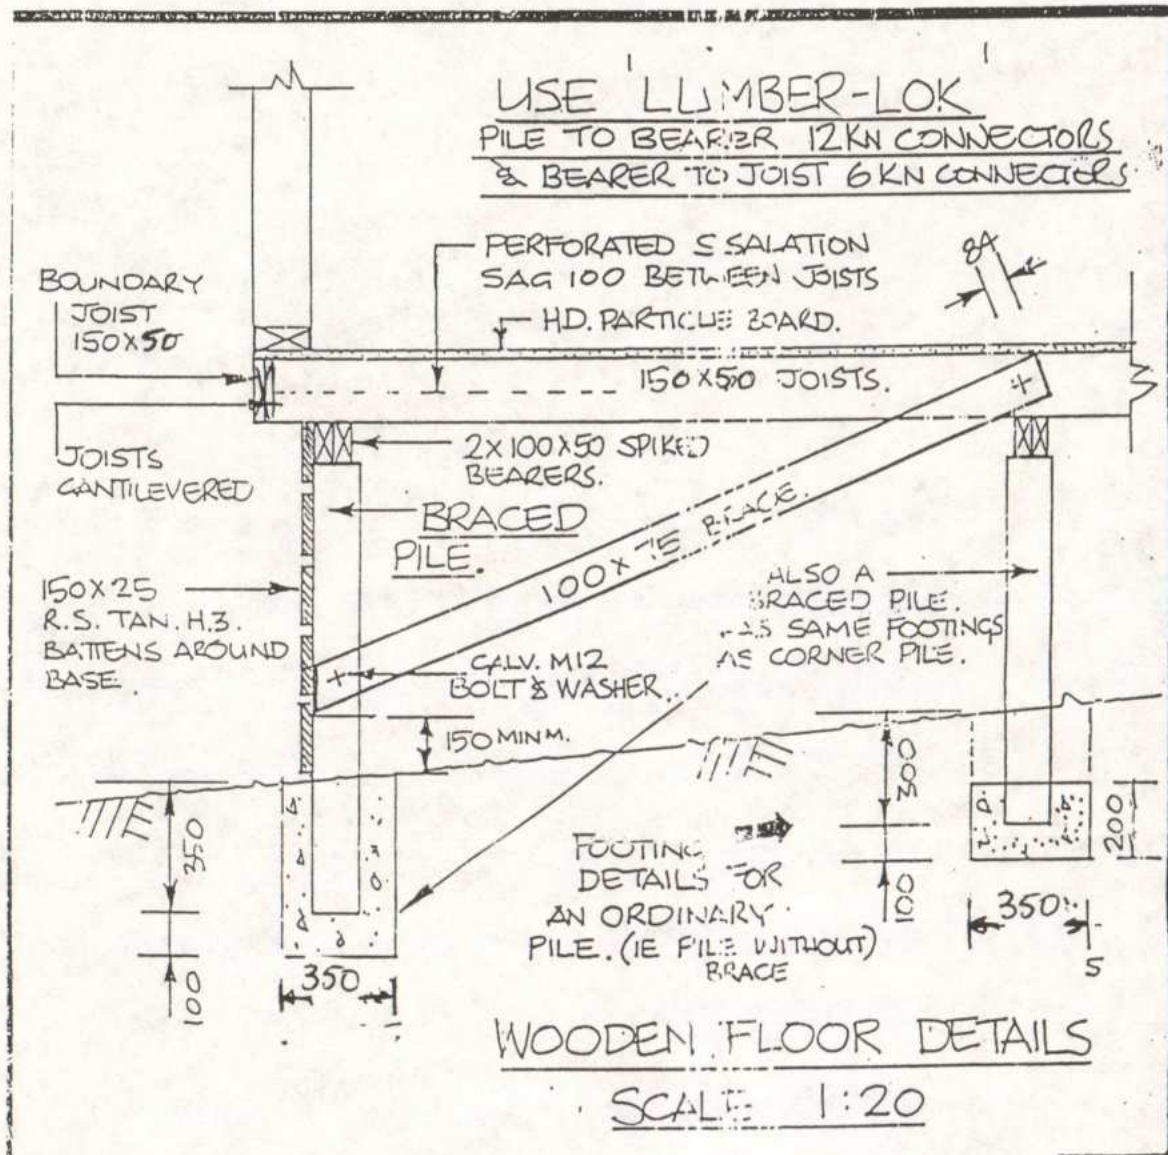 USE 'LUMBER-LOK'
PILE TO BEARER 12KN CONNECTORS
& BEARER TO JOIST 6KN CONNECTORS
PERFORATED SISALATION
SAG 100 BETWEEN JOISTS
H.D. PARTICLE BOARD.
BOUNDARY
JOIST
150X50
150X50 JOISTS.
JOISTS
CANTILEVERED
2X100X50 SPIKED
BEARERS.
BRACED
PILE.
100X75 BRACE.
150X25
R.S. TAN. H.3.
BATTENS AROUND
BASE.
ALSO A
BRACED PILE.
HAS SAME FOOTINGS
AS CORNER PILE.
GALV. M12
BOLT & WASHER.
150 MINM.
350
100
350
FOOTING
DETAILS FOR
AN ORDINARY
PILE. (IE PILE WITHOUT)
BRACE
300
100
200
350
WOODEN FLOOR DETAILS
SCALE 1:20